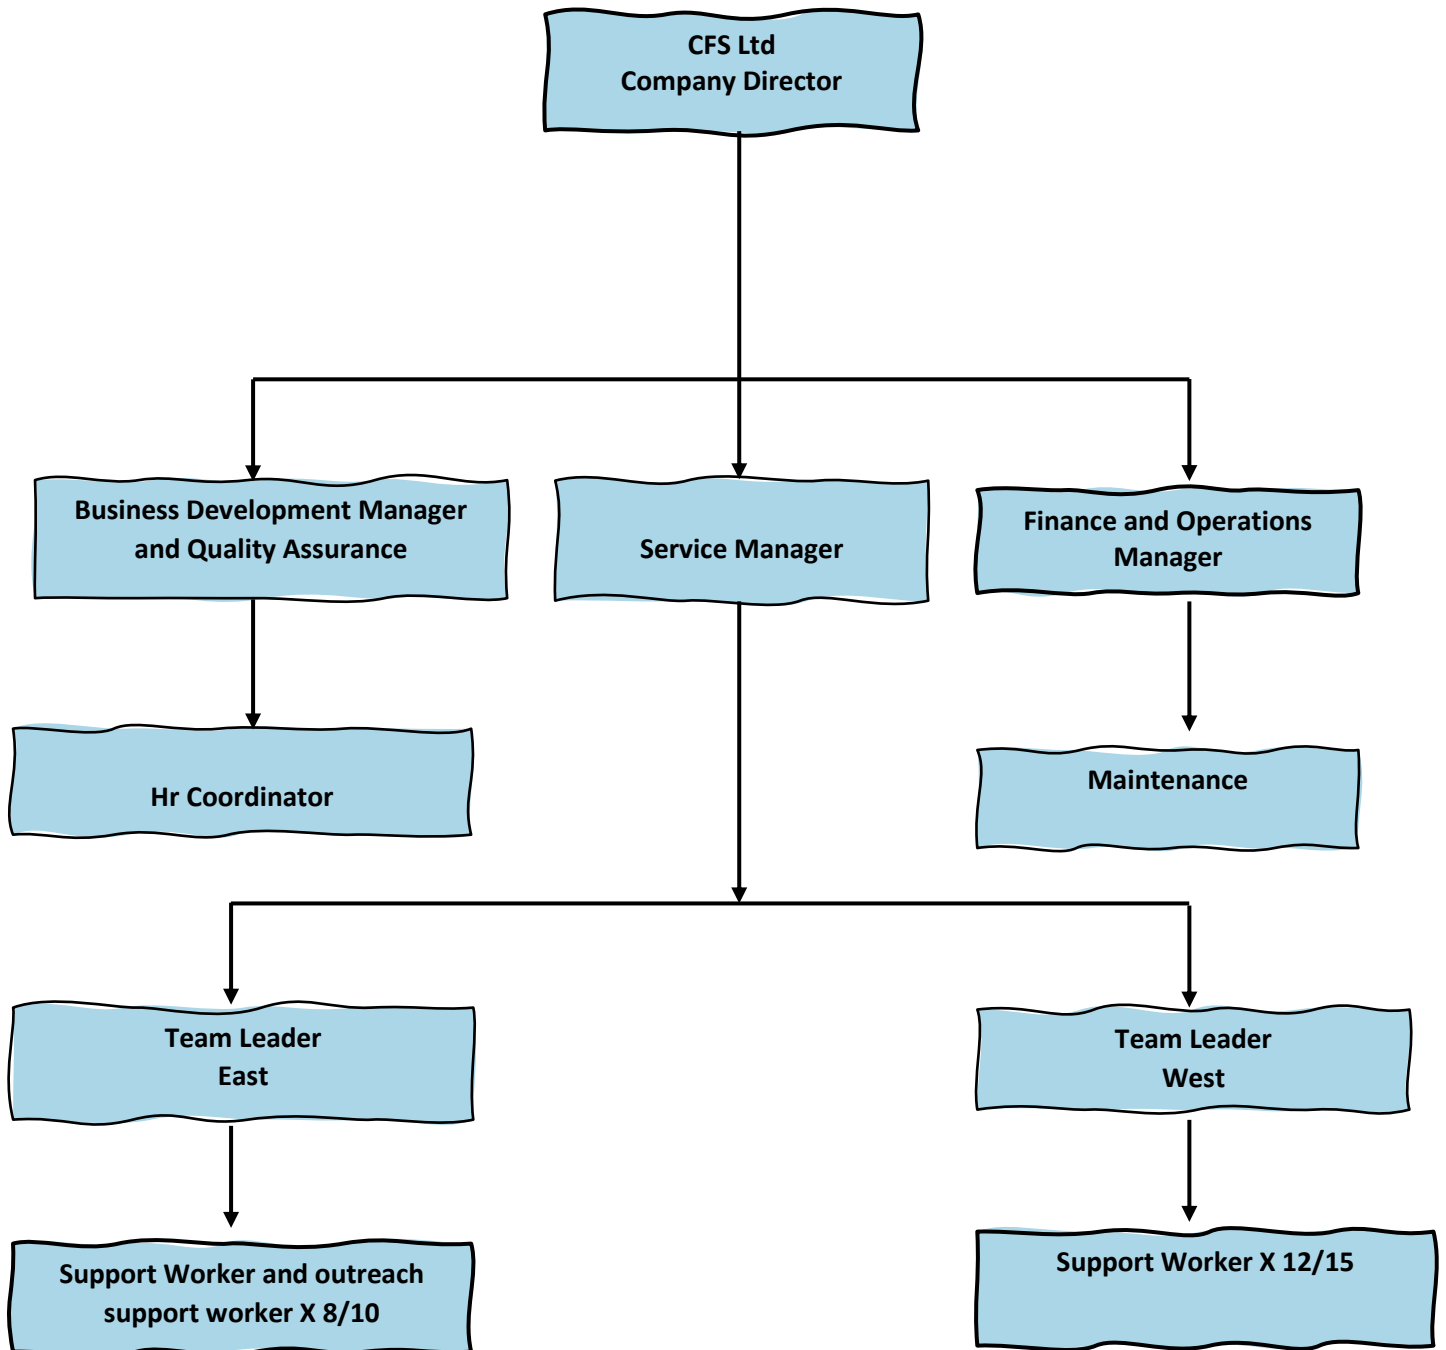 CFS Ltd
Company Director
Business Development Manager
and Quality Assurance
Service Manager
Finance and Operations
Manager
Hr Coordinator
Maintenance
Team Leader
East
Team Leader
West
Support Worker and outreach
support worker X 8/10
Support Worker X 12/15